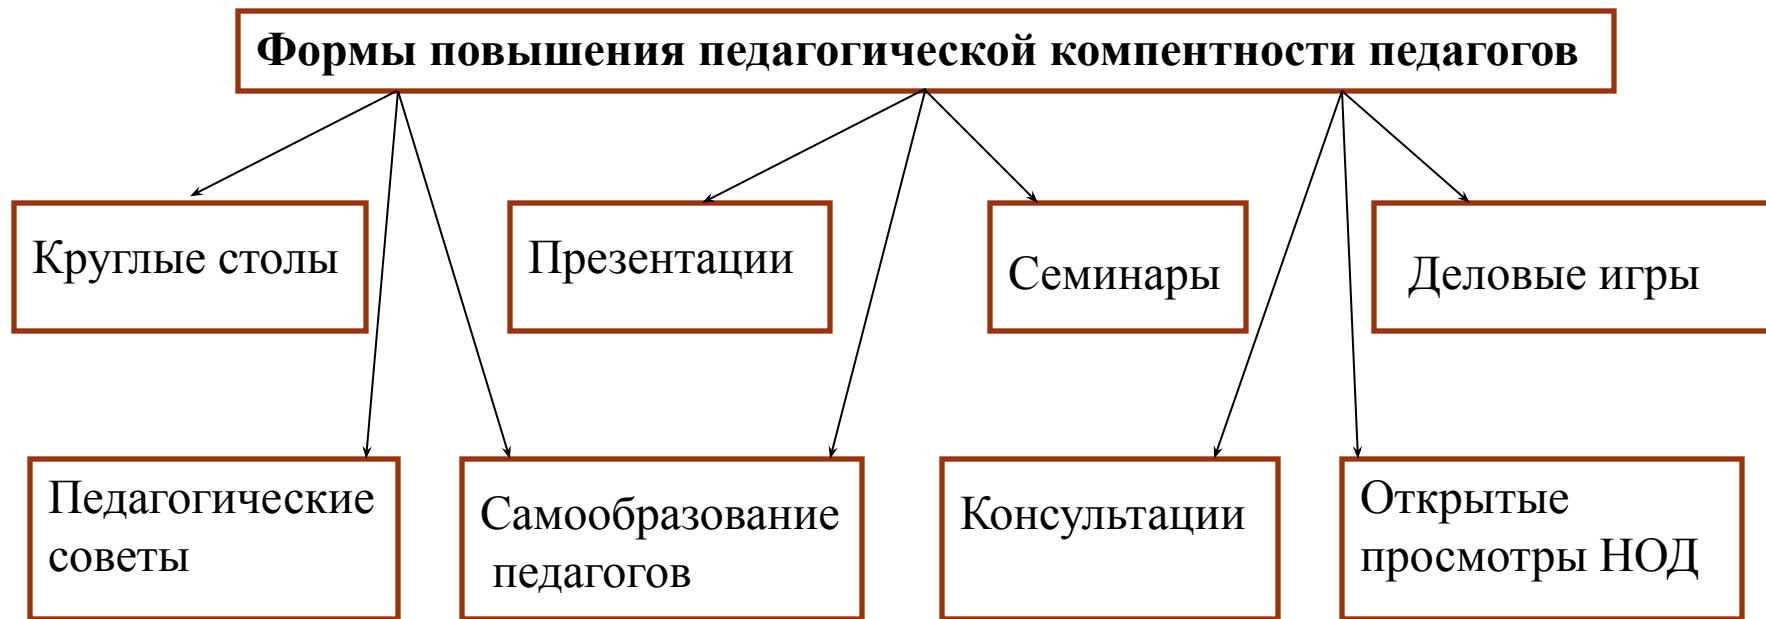 Формы повышения педагогической компентности педагогов
Круглые столы
Презентации
Семинары
Деловые игры
Педагогические
советы
Самообразование
педагогов
Консультации
Открытые
просмотры НОД